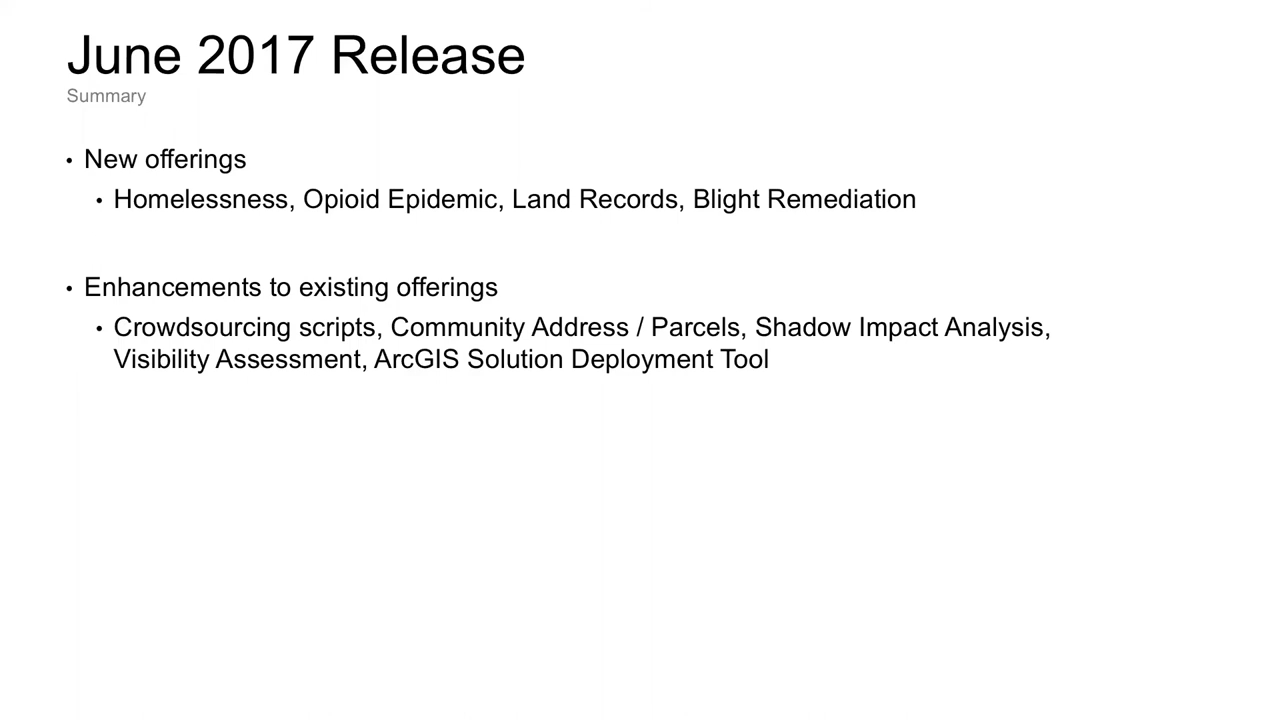 June 2017 Release
Summary
• New offerings
• Homelessness, Opioid Epidemic, Land Records, Blight Remediation
• Enhancements to existing offerings
• Crowdsourcing scripts, Community Address / Parcels, Shadow Impact Analysis,
Visibility Assessment, ArcGIS Solution Deployment Tool